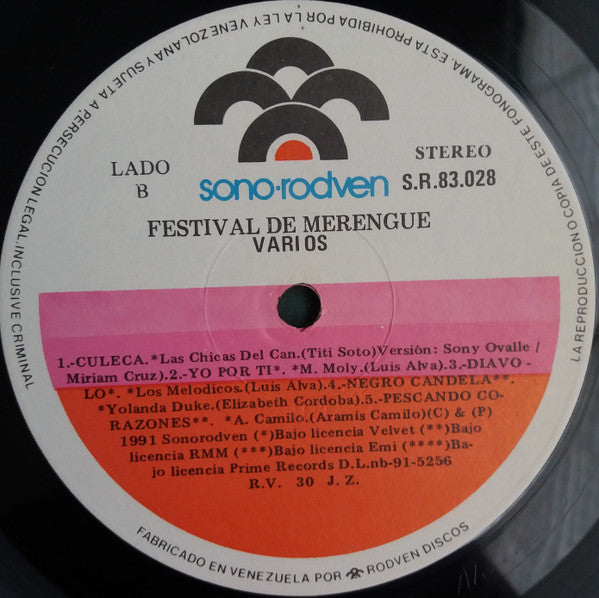 LA REPRODUCCION O COPIA DE ESTE FONOGRAMA, ESTA PROHIBIDA POR LA LEY VENEZOLANA Y SUJETA A PERSECUCION LEGAL. INCLUSIVE CRIMINAL
LADO
B
sono·rodven
STEREO
S.R.83.028
FESTIVAL DE MERENGUE
VARIOS
1.-CULECA.*Las Chicas Del Can.(Titi Soto)Versión: Sony Ovalle /
Miriam Cruz).2.-YO POR TI*. *M. Moly.(Luis Alva).3.-DIAVO-
LO*. *Los Melodicos.(Luis Alva).4.-NEGRO CANDELA**.
*Yolanda Duke.(Elizabeth Cordoba).5.-PESCANDO CO-
RAZONES**. *A. Camilo.(Aramis Camilo)(C) & (P)
1991 Sonorodven (*)Bajo licencia Velvet (**)Bajo
licencia RMM (***)Bajo licencia Emi (****)Ba-
jo licencia Prime Records D.L.nb-91-5256
R.V. 30 J.Z.
FABRICADO EN VENEZUELA POR RODVEN DISCOS